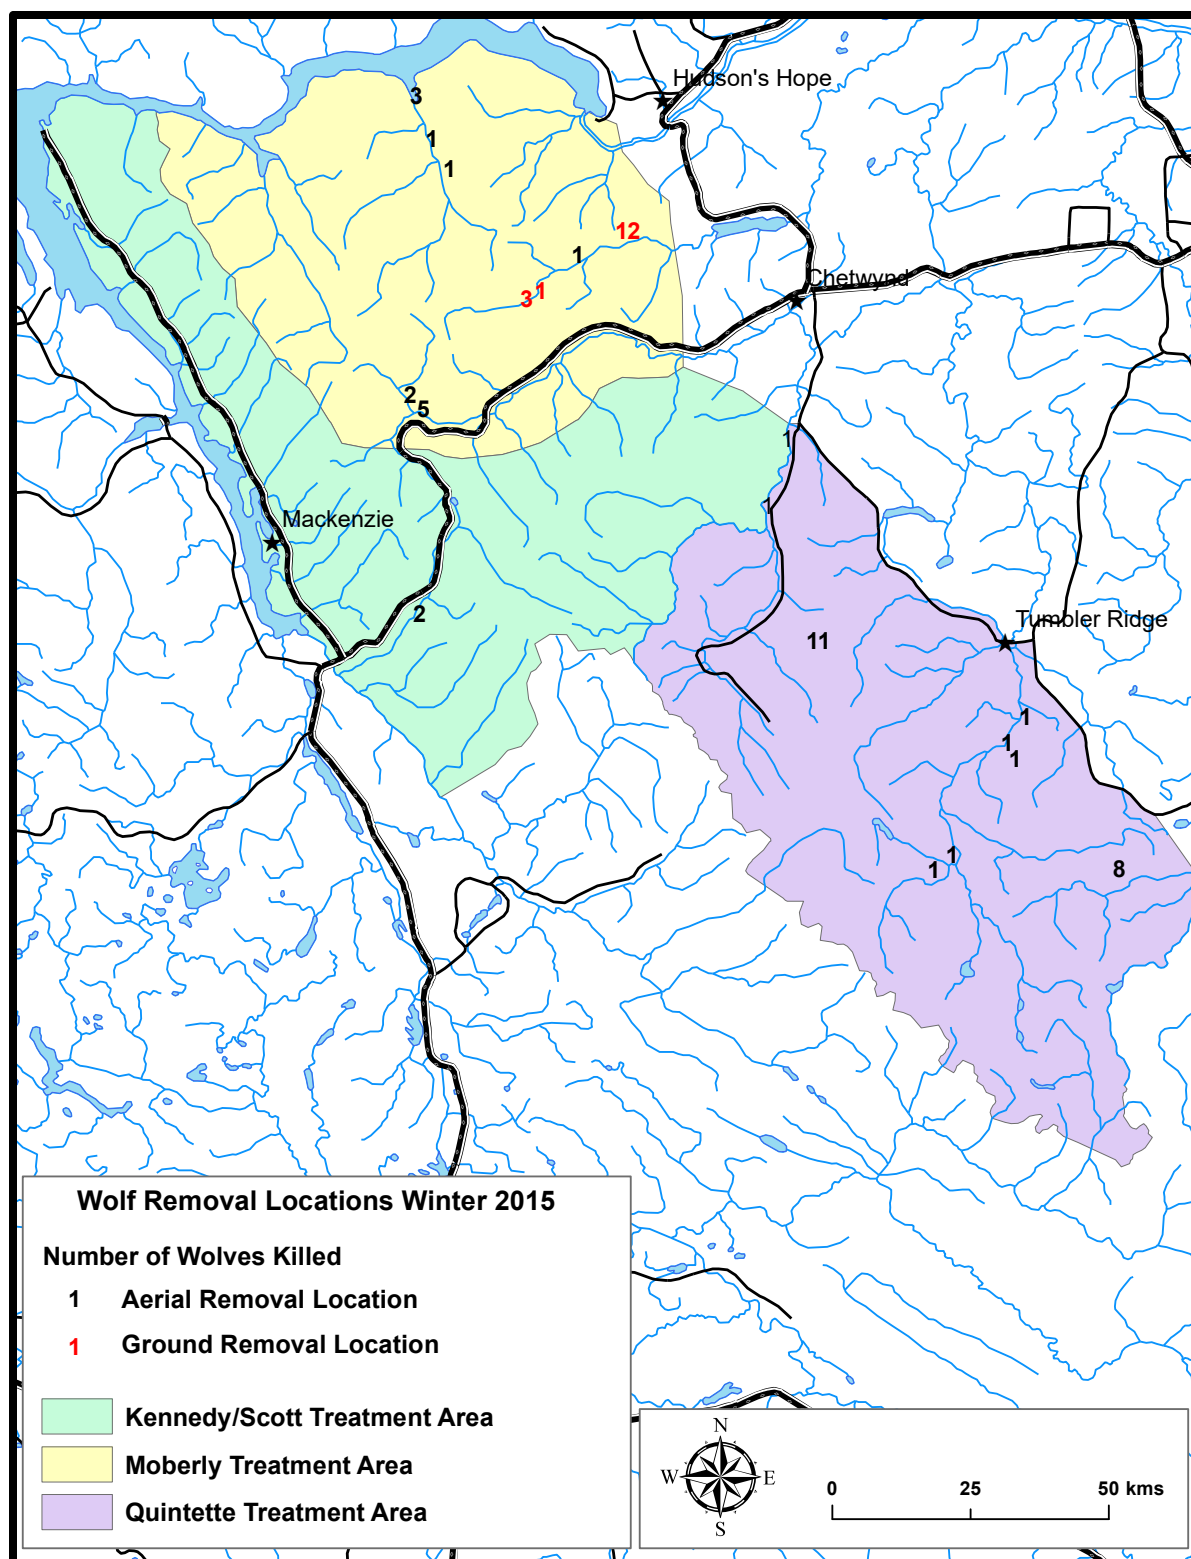 Hudson's Hope
3
1
1
12
1
Chetwynd
1
3
2
5
1
1
Mackenzie
2
Tumbler Ridge
11
1
1
1
1
1
8
Wolf Removal Locations Winter 2015
Number of Wolves Killed
1 Aerial Removal Location
1 Ground Removal Location
Kennedy/Scott Treatment Area
Moberly Treatment Area
Quintette Treatment Area
N
W E
S
0 25 50 kms